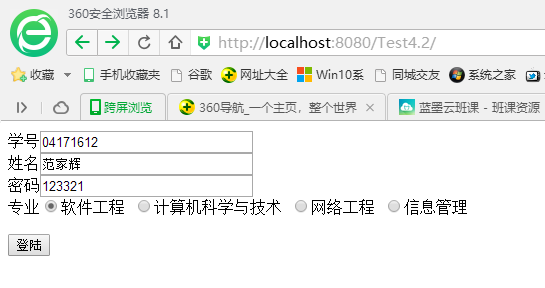 360安全浏览器 8.1
http://localhost:8080/Test4.2/
收藏 手机收藏夹 谷歌 网址大全 Win10系 同城交友 系统之家 Tom
跨屏浏览 360导航_一个主页，整个世界 蓝墨云班课 - 班课资源
学号 04171612
姓名 范家辉
密码 123321
专业 软件工程 计算机科学与技术 网络工程 信息管理
登陆